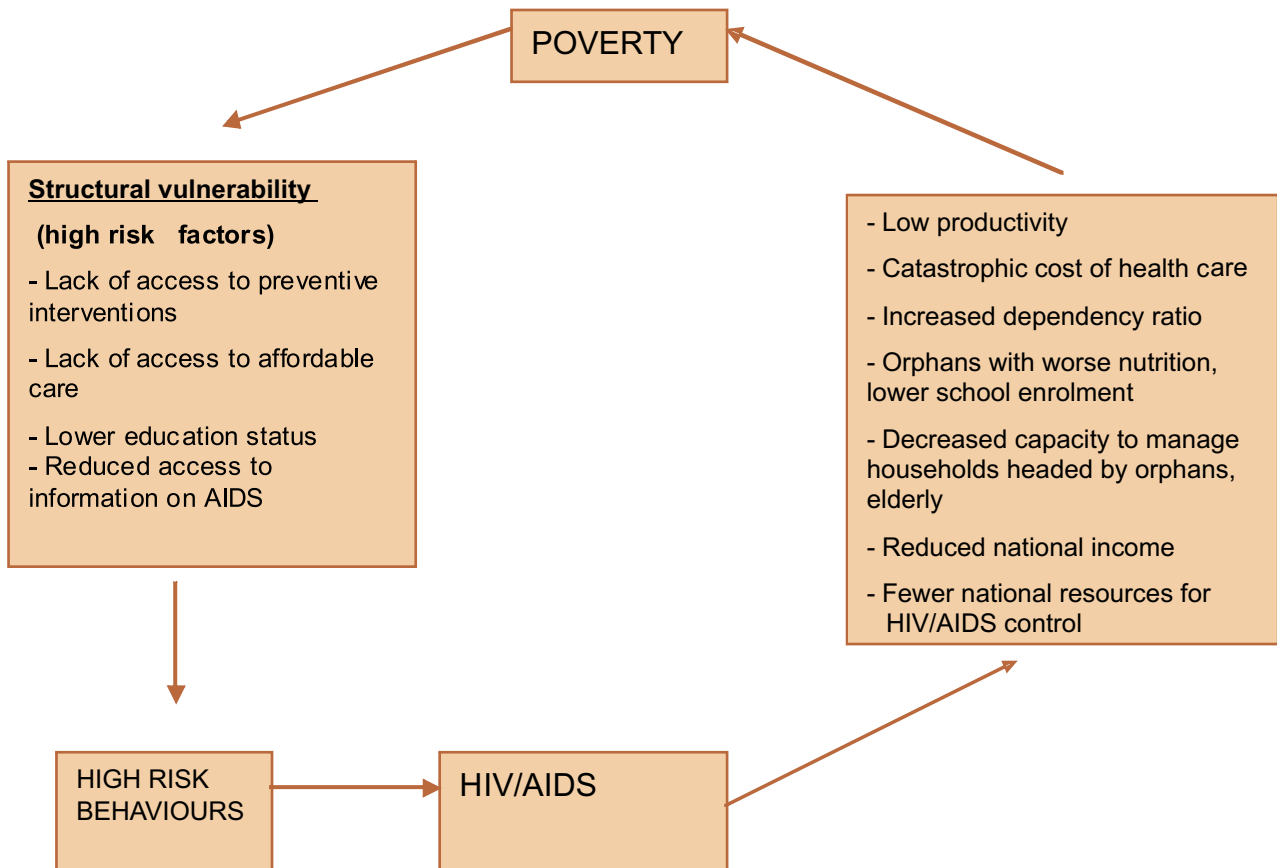 POVERTY
Structural vulnerability
(high risk factors)
- Lack of access to preventive
interventions
- Lack of access to affordable
care
- Lower education status
- Reduced access to
information on AIDS
HIGH RISK
BEHAVIOURS
HIV/AIDS
- Low productivity
- Catastrophic cost of health care
- Increased dependency ratio
- Orphans with worse nutrition,
lower school enrolment
- Decreased capacity to manage
households headed by orphans,
elderly
- Reduced national income
- Fewer national resources for
HIV/AIDS control